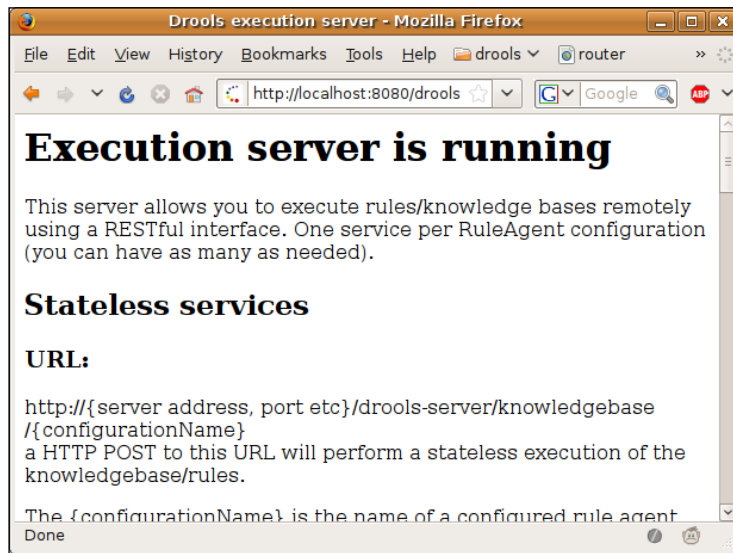 Drools execution server - Mozilla Firefox
File Edit View History Bookmarks Tools Help drools router »
http://localhost:8080/drools G Google ABP
Execution server is running
This server allows you to execute rules/knowledge bases remotely
using a RESTful interface. One service per RuleAgent configuration
(you can have as many as needed).
Stateless services
URL:
http://{server address, port etc}/drools-server/knowledgebase
/{configurationName}
a HTTP POST to this URL will perform a stateless execution of the
knowledgebase/rules.
The {configurationName} is the name of a configured rule agent
Done